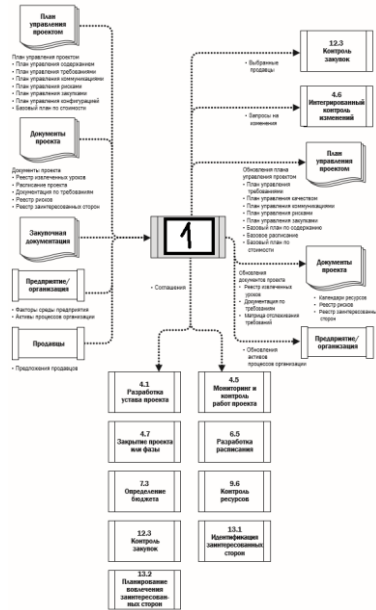 План
управления
проектом
План управления проектом
• План управления содержанием
• План управления требованиями
• План управления коммуникациями
• План управления рисками
• План управления закупками
• План управления конфигурацией
• Базовый план по стоимости
Документы
проекта
Документы проекта
• Реестр извлеченных уроков
• Расписание проекта
• Документация по требованиям
• Реестр рисков
• Реестр заинтересованных сторон
Закупочная
документация
Предприятие/
организация
• Факторы среды предприятия
• Активы процессов организации
Продавцы
• Предложения продавцов
1
• Соглашения
• Выбранные
продавцы
12.3
Контроль
закупок
• Запросы на
изменения
4.6
Интегрированный
контроль
изменений
Обновления плана
управления проектом
• План управления
требованиями
• План управления качеством
• План управления коммуникациями
• План управления рисками
• План управления закупками
• Базовый план по содержанию
• Базовое расписание
• Базовый план по
стоимости
План
управления
проектом
Обновления
документов проекта
• Реестр извлеченных
уроков
• Документация по
требованиям
• Матрица отслеживания
требований
Документы
проекта
• Календари ресурсов
• Реестр рисков
• Реестр заинтересованных
сторон
• Обновления
активов
процессов организации
Предприятие/
организация
4.1
Разработка
устава проекта
4.5
Мониторинг и
контроль
работ проекта
4.7
Закрытие проекта
или фазы
6.5
Разработка
расписания
7.3
Определение
бюджета
9.6
Контроль
ресурсов
12.3
Контроль
закупок
13.1
Идентификация
заинтересованных
сторон
13.2
Планирование
вовлечения
заинтересован-
ных сторон